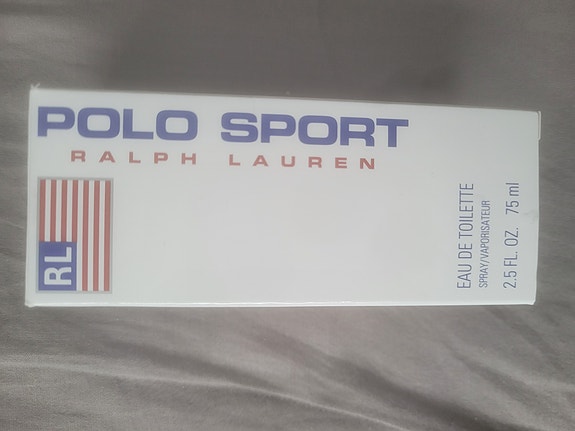 POLO SPORT
RALPH LAUREN
RL
EAU DE TOILETTE
SPRAY/VAPORISATEUR
2.5 FL. OZ. 75 ml